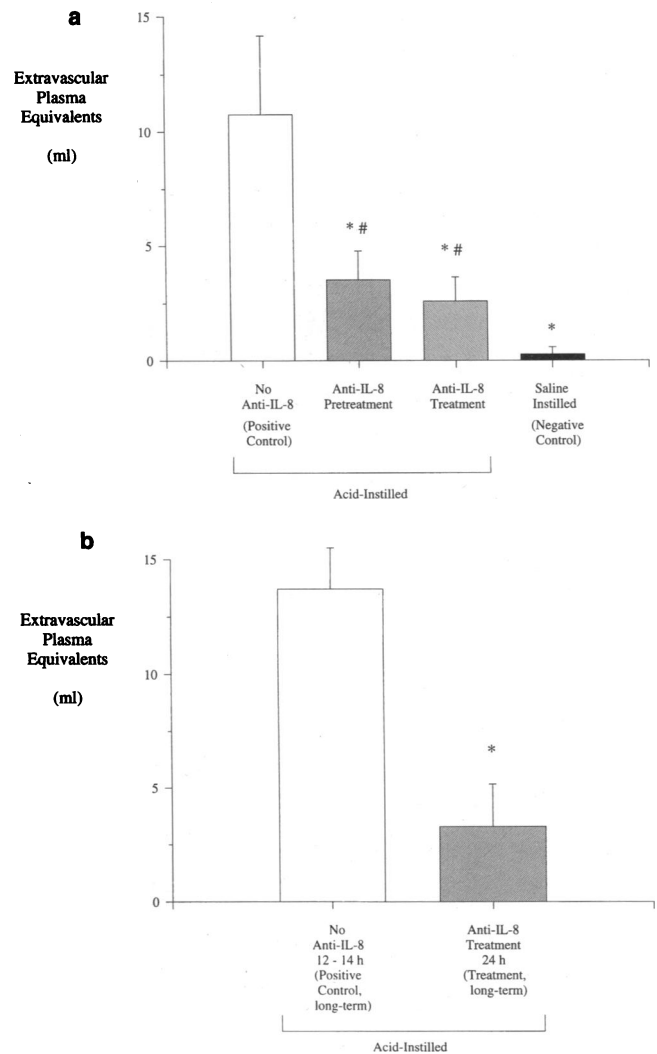 a
Extravascular
Plasma
Equivalents
(ml)
15
10
5
0
* #
* #
*
No
Anti-IL-8
(Positive
Control)
Anti-IL-8
Pretreatment
Anti-IL-8
Treatment
Saline
Instilled
(Negative
Control)
Acid-Instilled
b
Extravascular
Plasma
Equivalents
(ml)
15
10
5
0
*
No
Anti-IL-8
12 - 14 h
(Positive
Control,
long-term)
Anti-IL-8
Treatment
24 h
(Treatment,
long-term)
Acid-Instilled